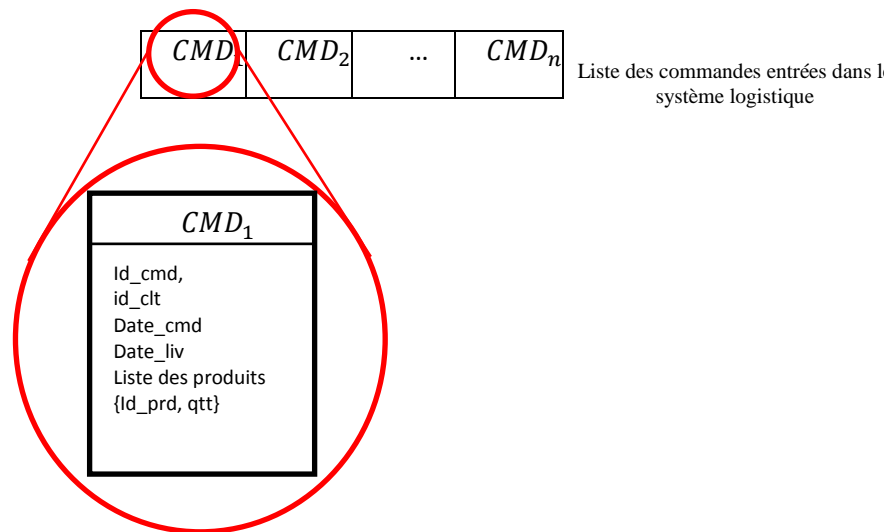 CMD₁ CMD₂ ... CMDₙ
Liste des commandes entrées dans
système logistique
CMD₁
Id_cmd,
id_clt
Date_cmd
Date_liv
Liste des produits
{Id_prd, qtt}